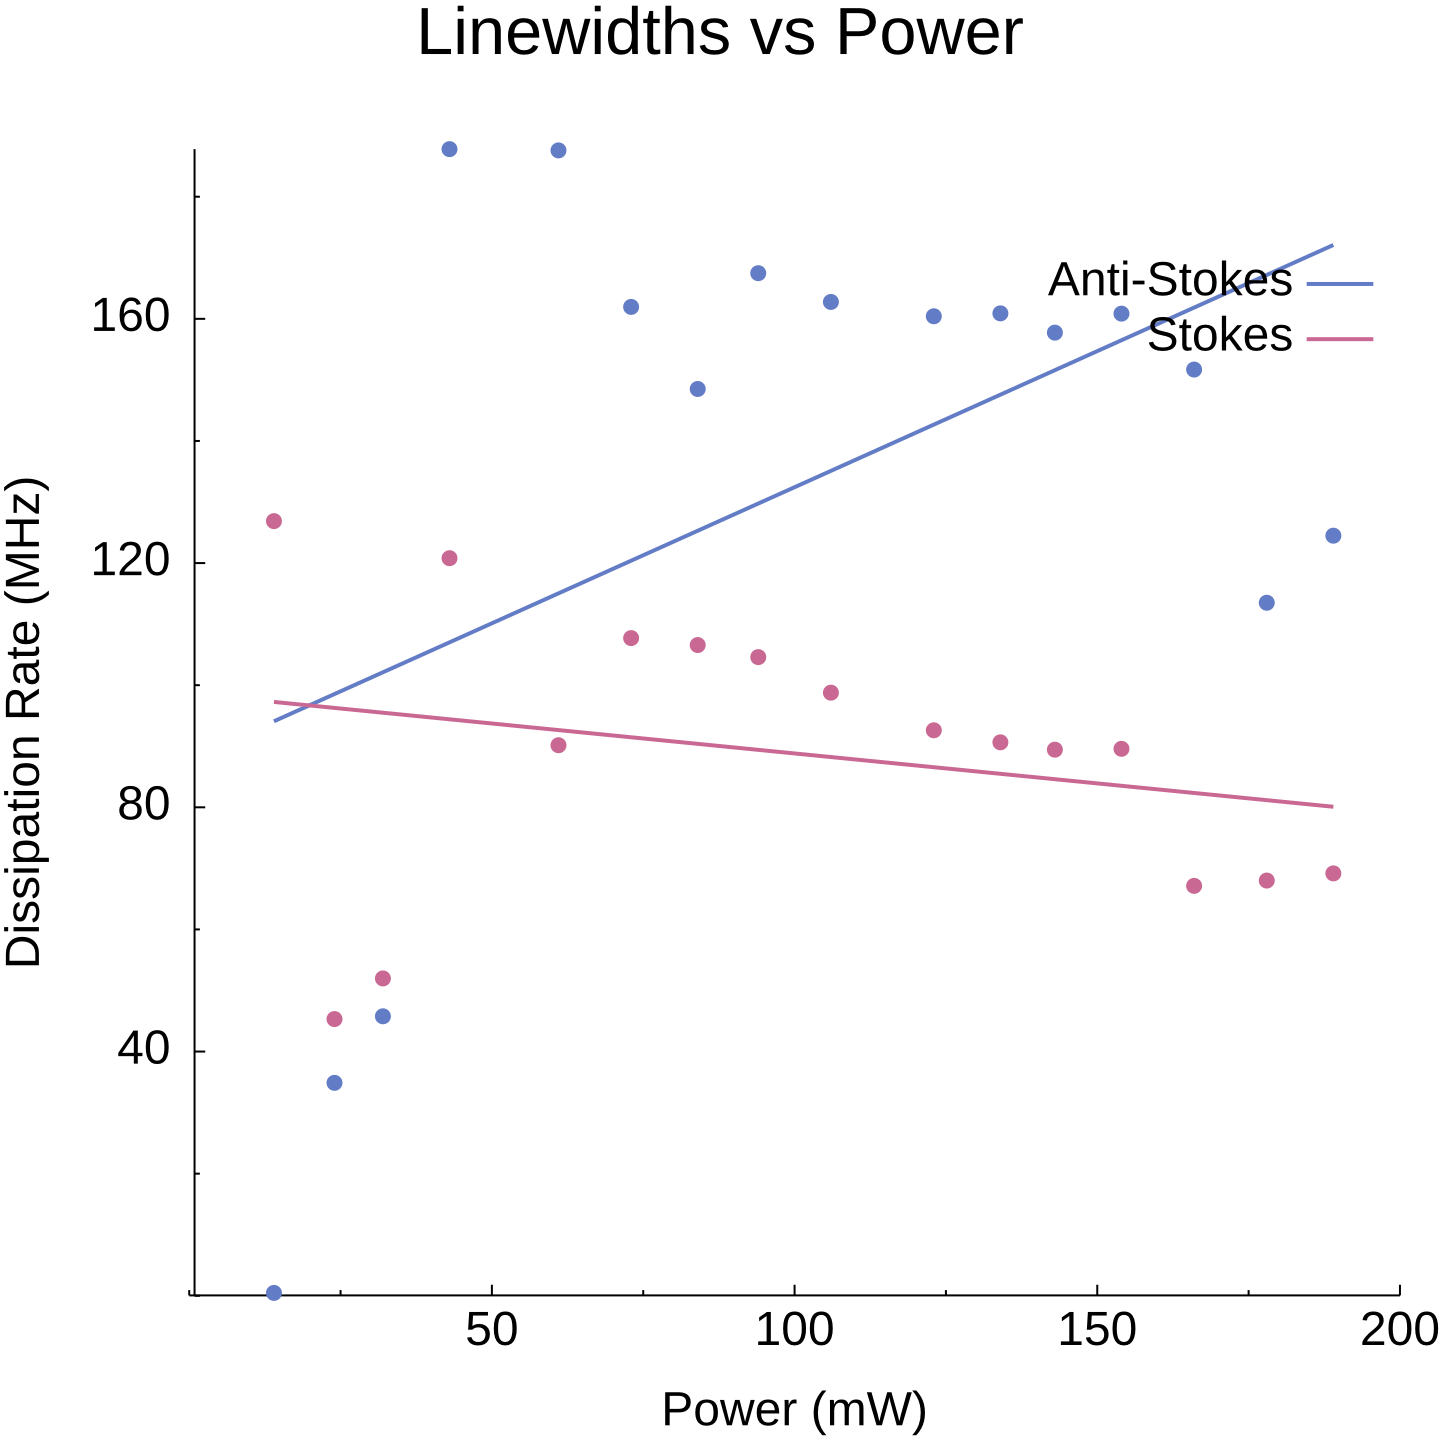 Linewidths vs Power
Anti-Stokes
Stokes
160
120
80
40
Dissipation Rate (MHz)
50
100
150
200
Power (mW)